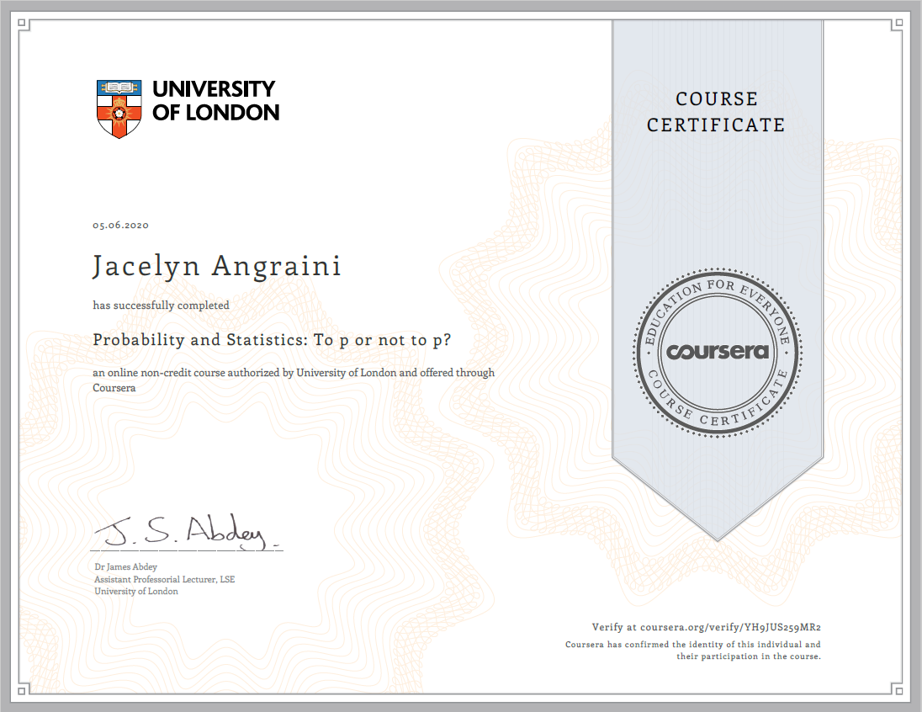 UNIVERSITY
OF LONDON
COURSE
CERTIFICATE
05.06.2020
Jacelyn Angraini
has successfully completed
Probability and Statistics: To p or not to p?
an online non-credit course authorized by University of London and offered through
Coursera
EDUCATION FOR EVERYONE
coursera
COURSE CERTIFICATE
J. S. Abdey.
Dr James Abdey
Assistant Professorial Lecturer, LSE
University of London
Verify at coursera.org/verify/YH9JUS259MR2
Coursera has confirmed the identity of this individual and
their participation in the course.